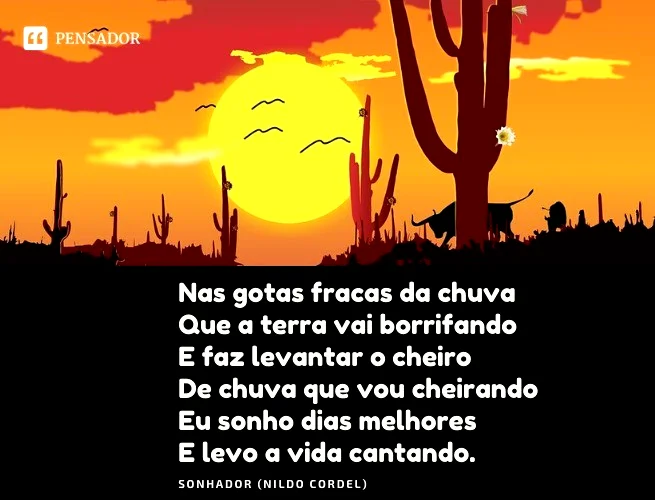 PENSADOR
Nas gotas fracas da chuva
Que a terra vai borrifando
E faz levantar o cheiro
De chuva que vou cheirando
Eu sonho dias melhores
E levo a vida cantando.
SONHADOR (NILDO CORDEL)